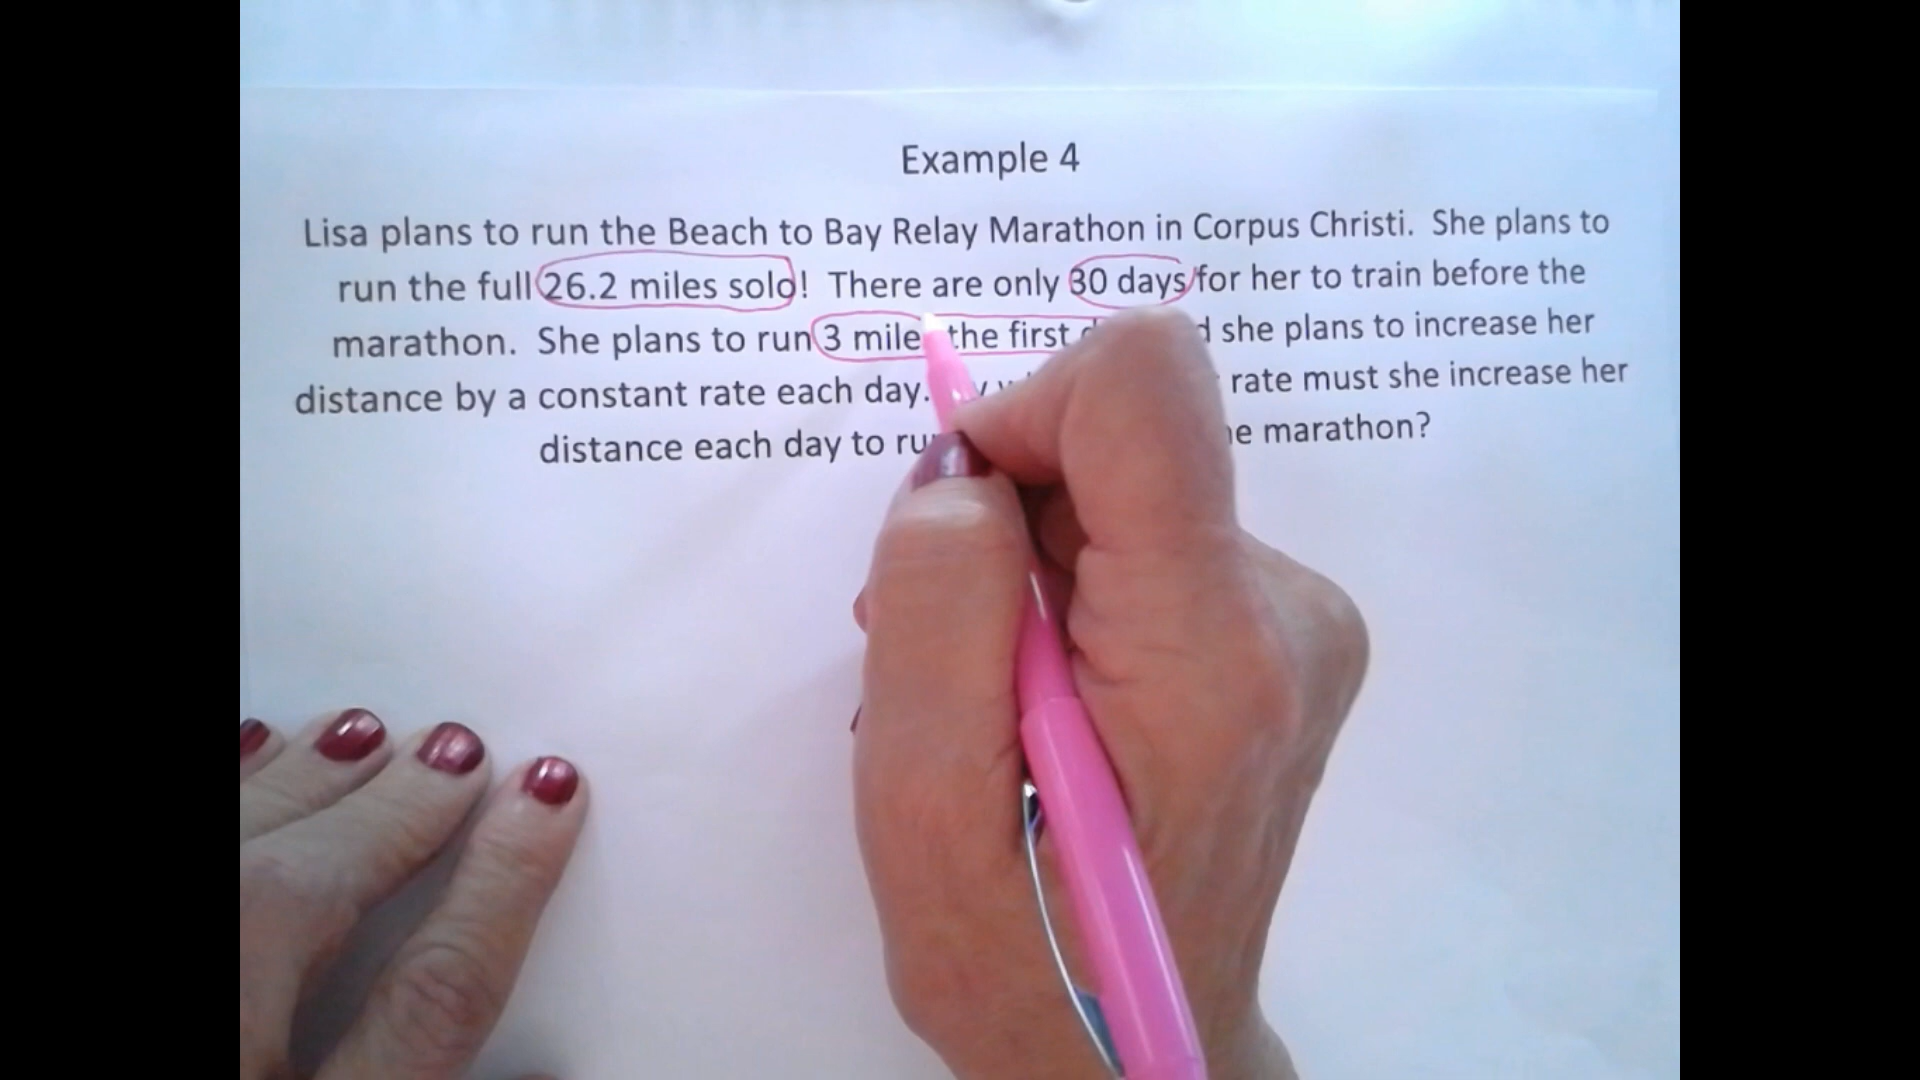 Example 4
Lisa plans to run the Beach to Bay Relay Marathon in Corpus Christi. She plans to
run the full 26.2 miles solo! There are only 30 days for her to train before the
marathon. She plans to run 3 mile the first she plans to increase her
distance by a constant rate each day. rate must she increase her
distance each day to marathon?